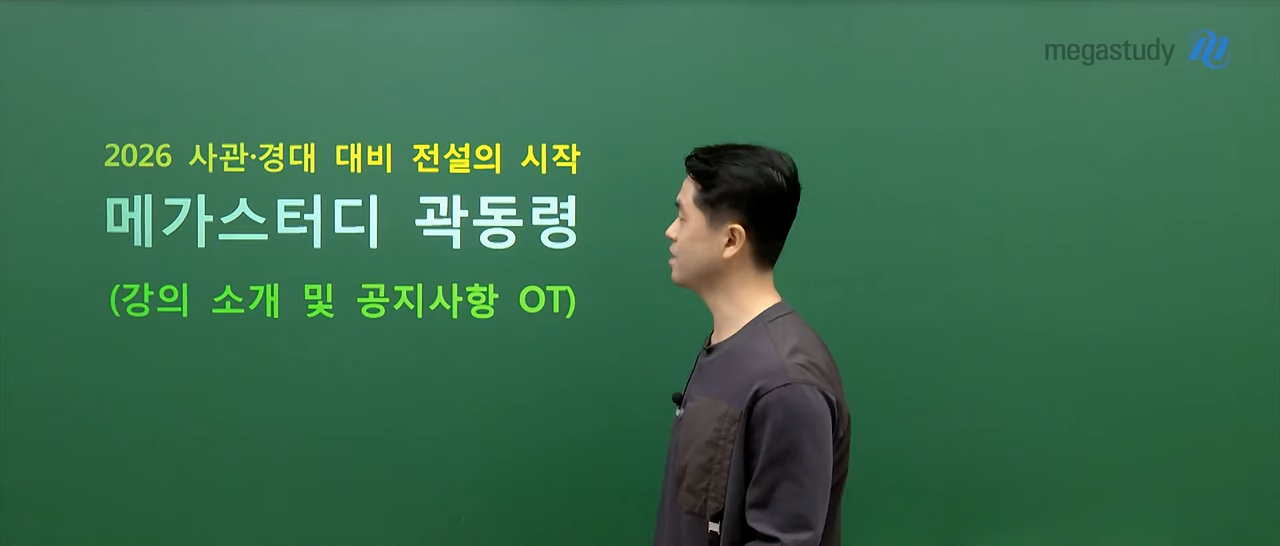 megastudy
2026 사관·경대 대비 전설의 시작
메가스터디 곽동령
(강의 소개 및 공지사항 OT)